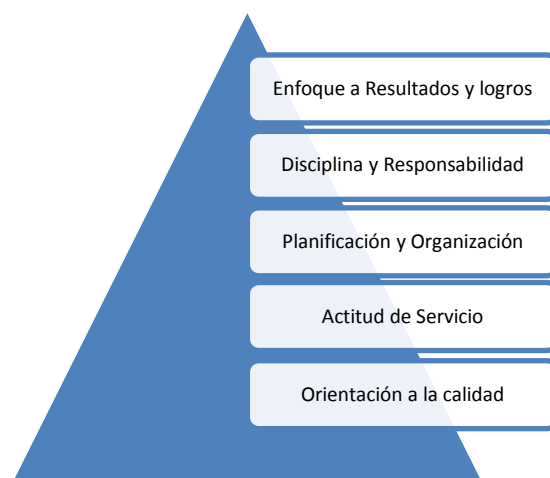 Enfoque a Resultados y logros
Disciplina y Responsabilidad
Planificación y Organización
Actitud de Servicio
Orientación a la calidad